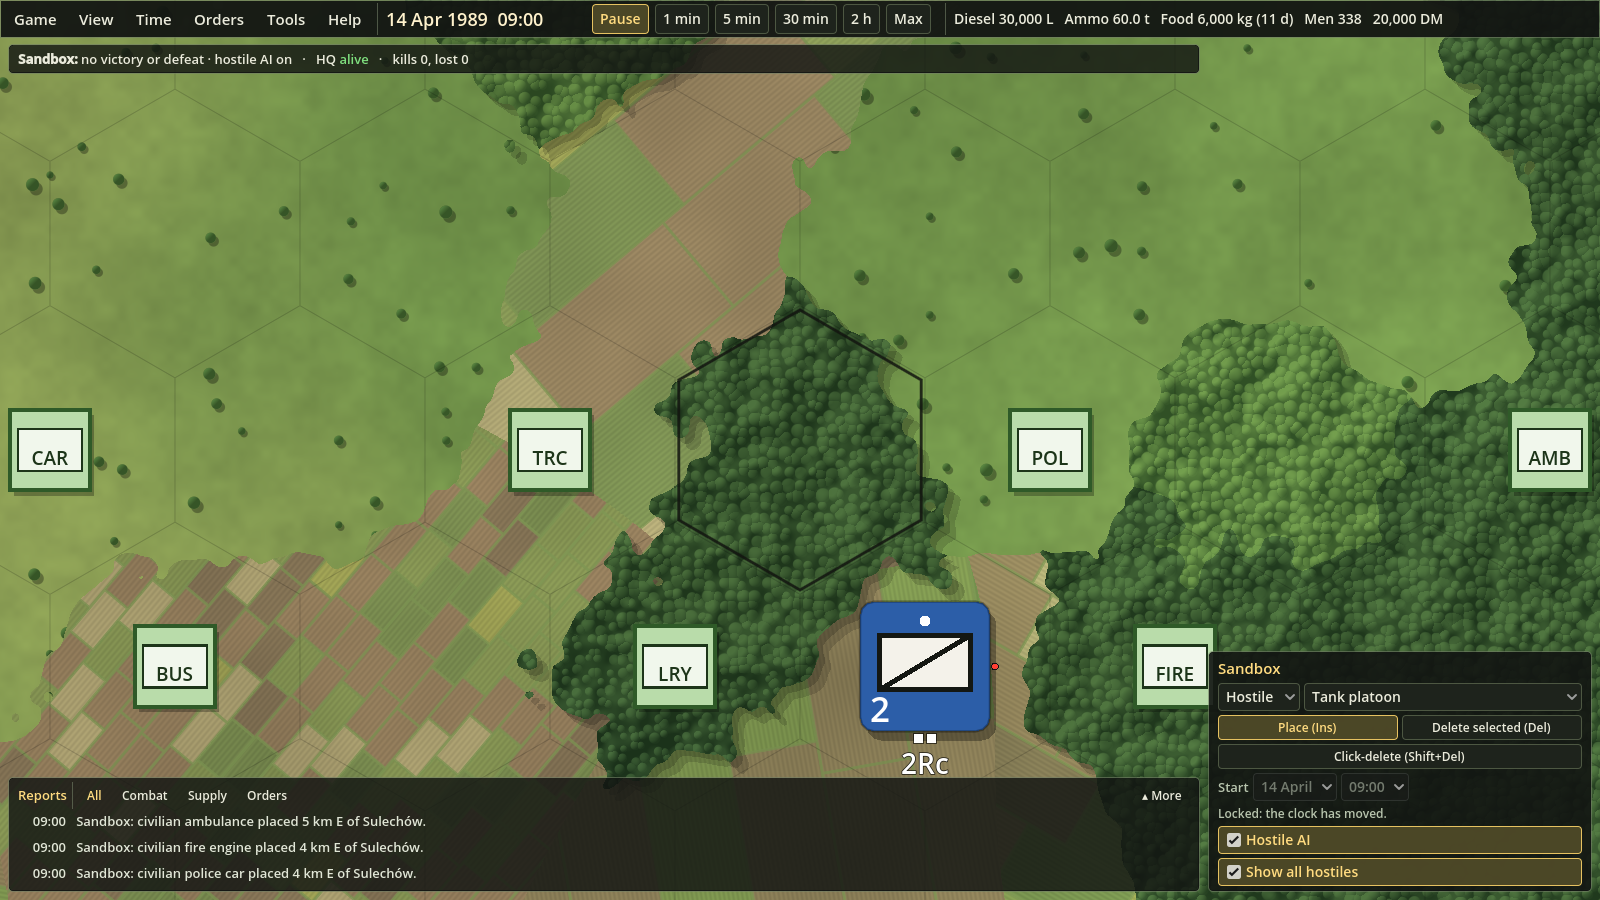 Game View Time Orders Tools Help 14 Apr 1989 09:00 Pause 1 min 5 min 30 min 2 h Max Diesel 30,000 L Ammo 60.0 t Food 6,000 kg (11 d) Men 338 20,000 DM
Sandbox: no victory or defeat · hostile AI on · HQ alive · kills 0, lost 0
CAR TRC POL AMB
BUS LRY FIRE
2
2Rc
Sandbox
Hostile Tank platoon
Place (Ins) Delete selected (Del)
Click-delete (Shift+Del)
Start 14 April 09:00
Locked: the clock has moved.
Hostile AI
Show all hostiles
Reports All Combat Supply Orders ▴ More
09:00 Sandbox: civilian ambulance placed 5 km E of Sulechów.
09:00 Sandbox: civilian fire engine placed 4 km E of Sulechów.
09:00 Sandbox: civilian police car placed 4 km E of Sulechów.